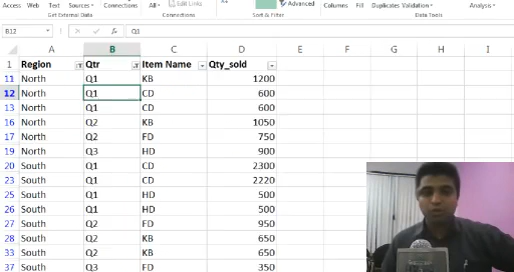 Access Web Text Sources Connections All Edit Links Advanced Columns Fill Duplicates Validation Analysis
Get External Data Connections Sort & Filter Data Tools
B12 Q1
A B C D E F G H I
1 Region Qtr Item Name Qty_sold
11 North Q1 KB 1200
12 North Q1 CD 600
13 North Q1 CD 600
16 North Q2 KB 1050
17 North Q2 FD 750
19 North Q3 HD 900
20 South Q1 CD 2300
23 South Q1 CD 2220
25 South Q1 HD 500
26 South Q1 HD 500
27 South Q2 FD 950
28 South Q2 KB 650
33 South Q2 KB 650
37 South Q3 FD 350